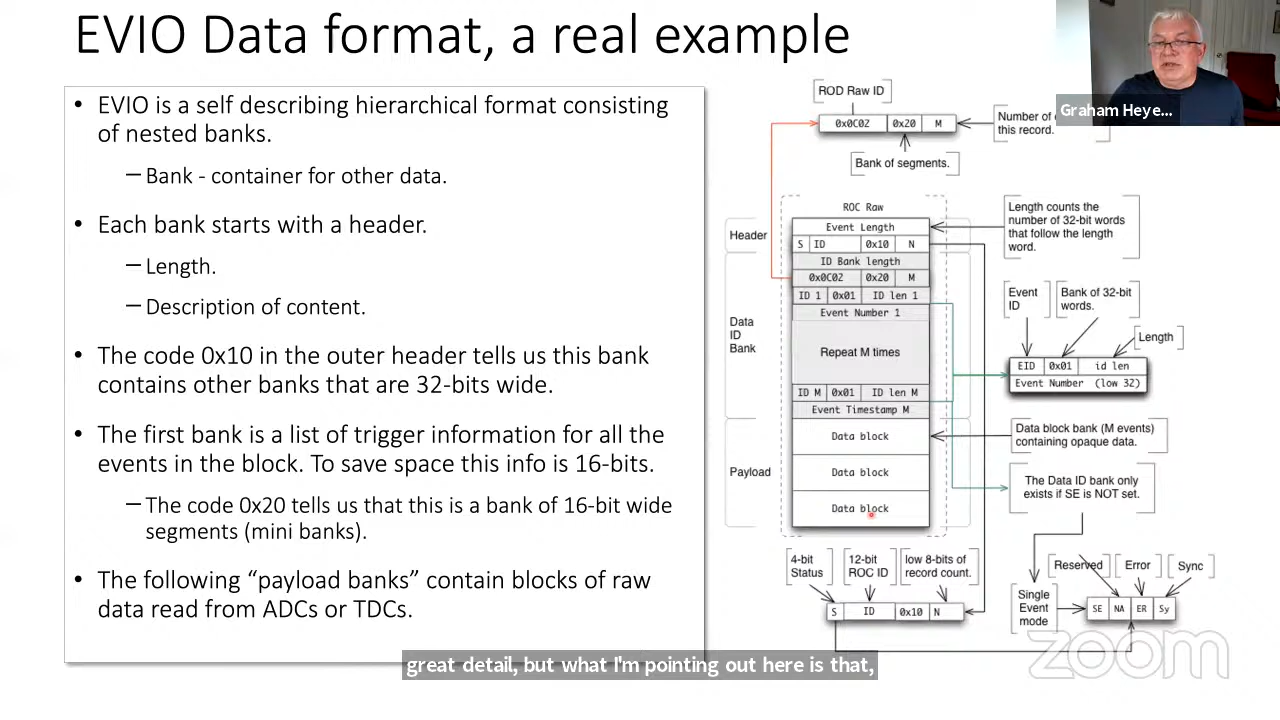 EVIO Data format, a real example
• EVIO is a self describing hierarchical format consisting
of nested banks.
– Bank - container for other data.
• Each bank starts with a header.
– Length.
– Description of content.
• The code 0x10 in the outer header tells us this bank
contains other banks that are 32-bits wide.
• The first bank is a list of trigger information for all the
events in the block. To save space this info is 16-bits.
– The code 0x20 tells us that this is a bank of 16-bit wide
segments (mini banks).
• The following “payload banks” contain blocks of raw
data read from ADCs or TDCs.
ROD Raw ID
0x0C02 0x20 M
Number of
this record.
Bank of segments.
Graham Heye...
ROC Raw
Header
Event Length
S ID 0x10 N
Length counts the
number of 32-bit words
that follow the length
word.
Data
ID
Bank
ID Bank length
0x0C02 0x20 M
ID 1 0x01 ID len 1
Event Number 1
Repeat M times
ID M 0x01 ID len M
Event Timestamp M
Event
ID
Bank of 32-bit
words.
Length
EID 0x01 id len
Event Number (low 32)
Payload
Data block
Data block
Data block
Data block bank (M events)
containing opaque data.
The Data ID bank only
exists if SE is NOT set.
4-bit
Status
12-bit
ROC ID
low 8-bits of
record count.
S ID 0x10 N
Reserved
Error
Sync
Single
Event
mode
SE NA ER Sy
zoom
great detail, but what I'm pointing out here is that,